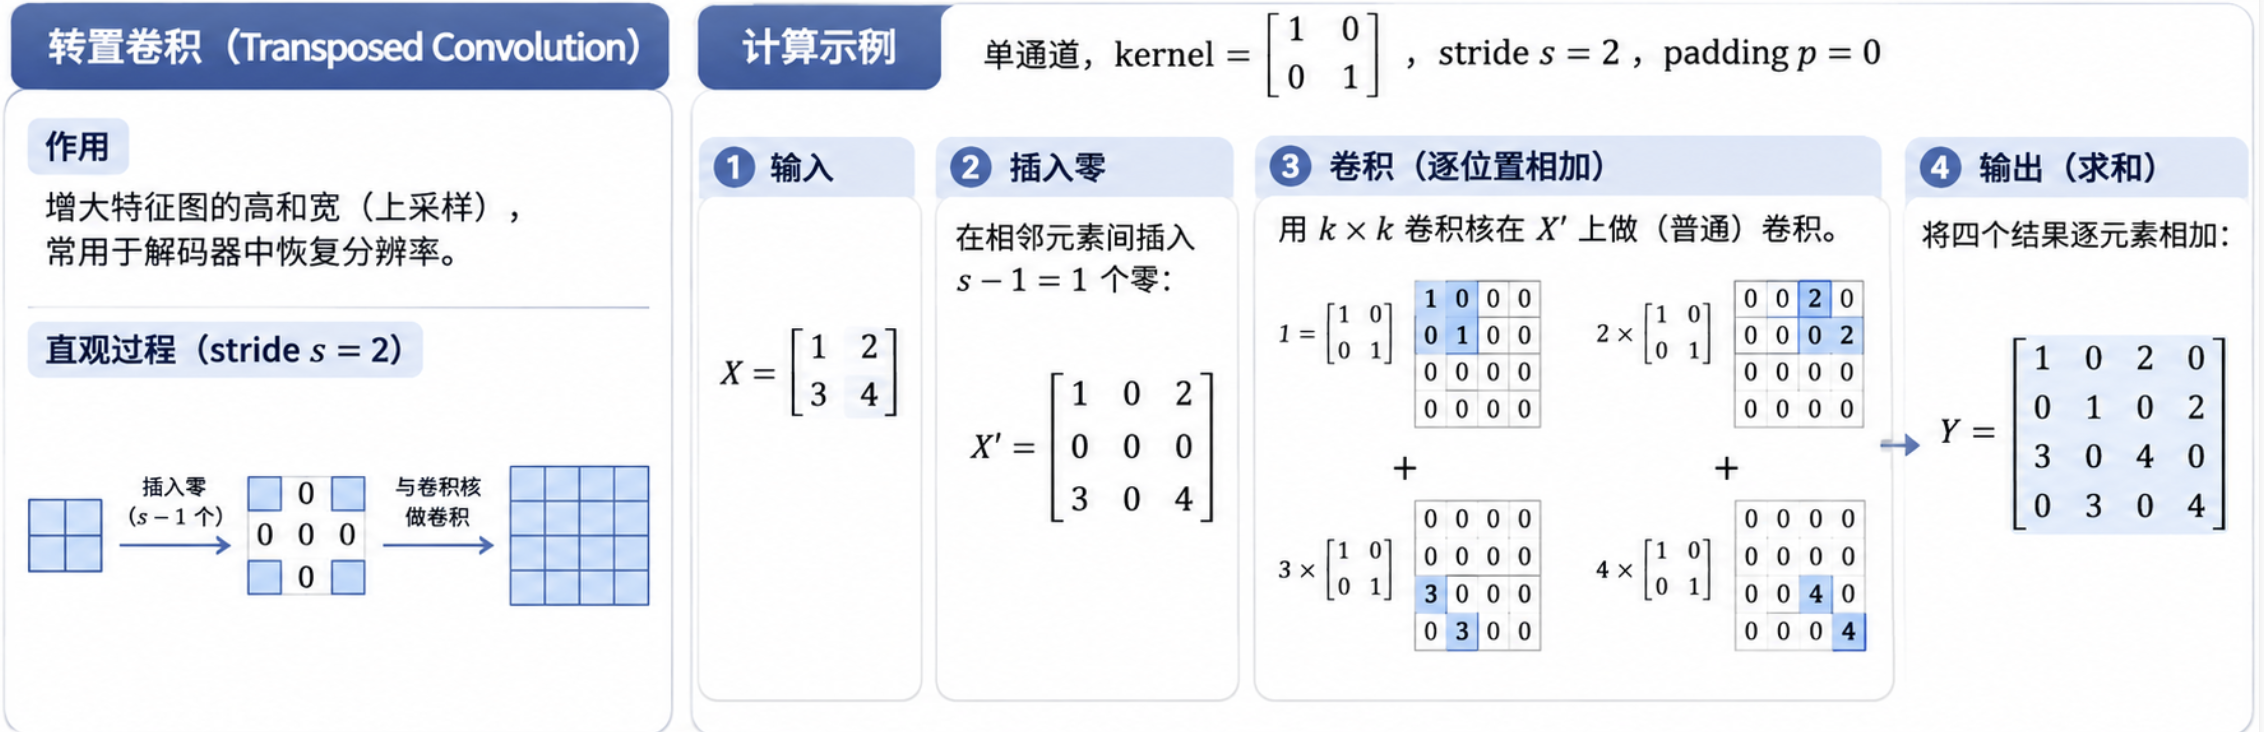 转置卷积（Transposed Convolution）
作用
增大特征图的高和宽（上采样），
常用于解码器中恢复分辨率。
直观过程（stride s = 2）
插入零
（s − 1 个）
0
0 0 0
0
与卷积核
做卷积
计算示例
单通道，kernel = [1 0
0 1]，stride s = 2，padding p = 0
1 输入
X = [1 2
3 4]
2 插入零
在相邻元素间插入
s − 1 = 1 个零：
X′ = [1 0 2
0 0 0
3 0 4]
3 卷积（逐位置相加）
用 k × k 卷积核在 X′ 上做（普通）卷积。
1 = [1 0
0 1]
1 0 0 0
0 1 0 0
0 0 0 0
0 0 0 0
2 × [1 0
0 1]
0 0 2 0
0 0 0 2
0 0 0 0
0 0 0 0
+
+
3 × [1 0
0 1]
0 0 0 0
0 0 0 0
3 0 0 0
0 3 0 0
4 × [1 0
0 1]
0 0 0 0
0 0 0 0
0 0 4 0
0 0 0 4
4 输出（求和）
将四个结果逐元素相加：
Y = [1 0 2 0
0 1 0 2
3 0 4 0
0 3 0 4]